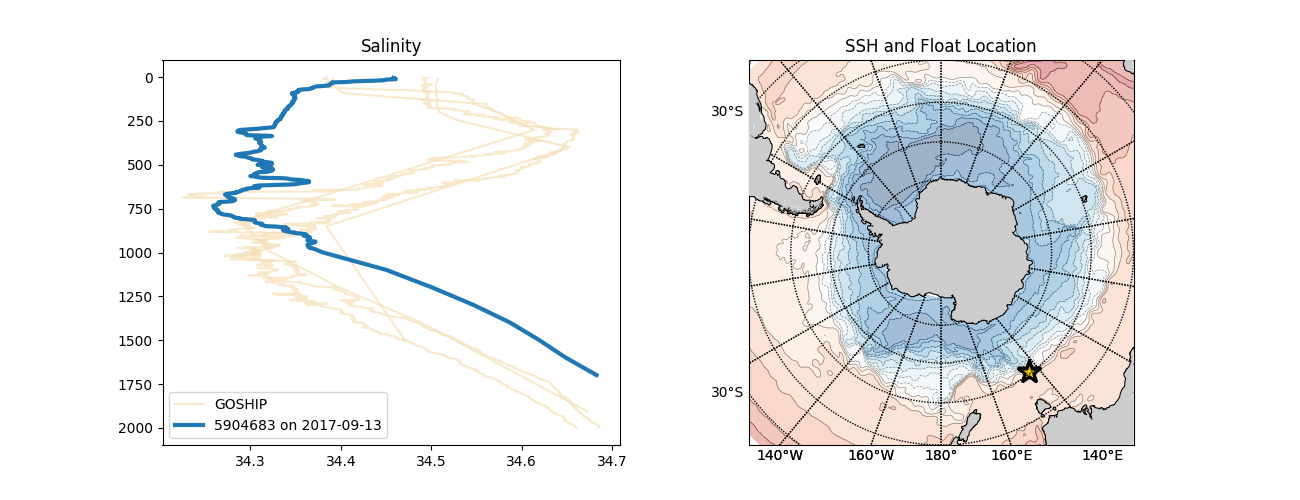 Salinity
0
250
500
750
1000
1250
1500
1750
2000
34.3
34.4
34.5
34.6
34.7
GOSHIP
5904683 on 2017-09-13
SSH and Float Location
30°S
30°S
140°W
160°W
180°
160°E
140°E